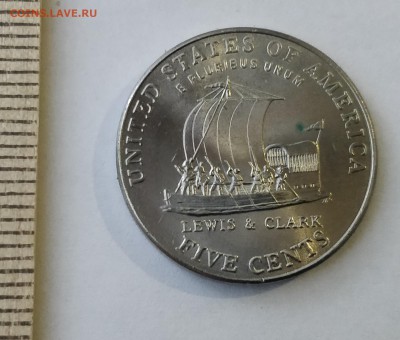 COINS.LAVE.RU
UNITED STATES OF AMERICA
E PLURIBUS UNUM
LEWIS & CLARK
FIVE CENTS